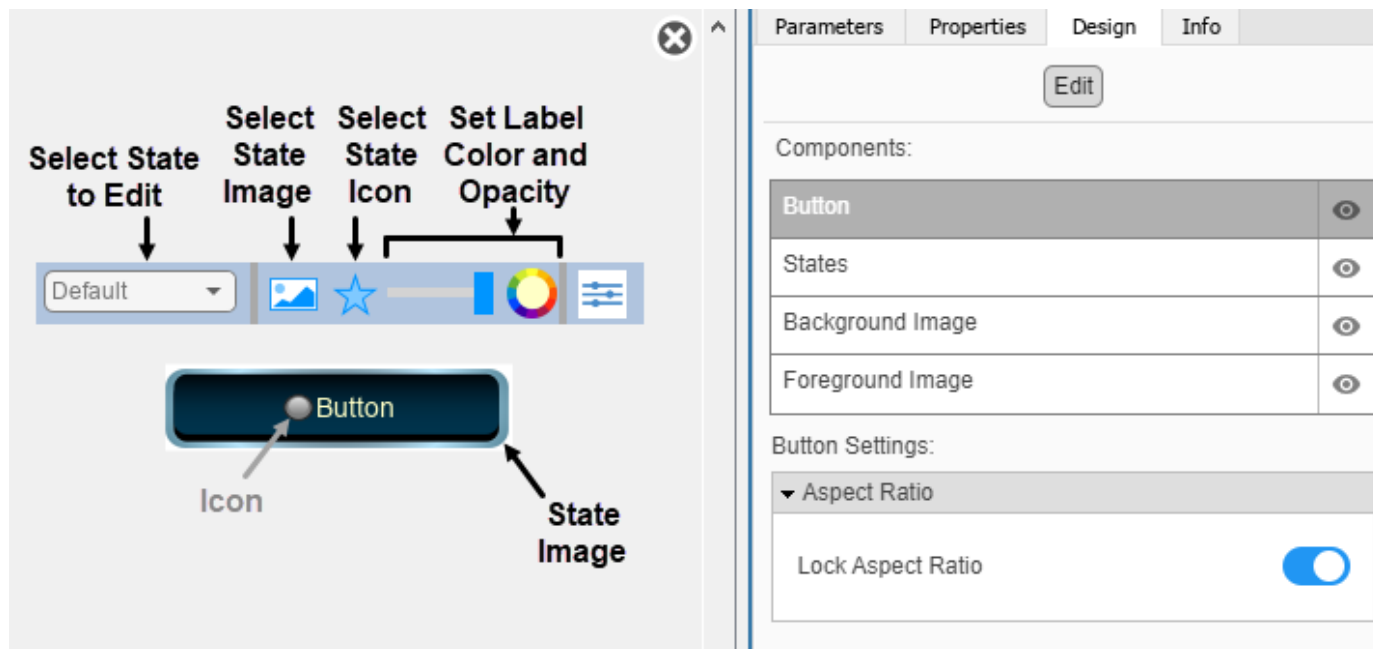 Select State
to Edit
Select
State
Image
Select
State
Icon
Set Label
Color and
Opacity
Default
Button
Icon
State
Image
Parameters
Properties
Design
Info
Edit
Components:
Button
States
Background Image
Foreground Image
Button Settings:
Aspect Ratio
Lock Aspect Ratio